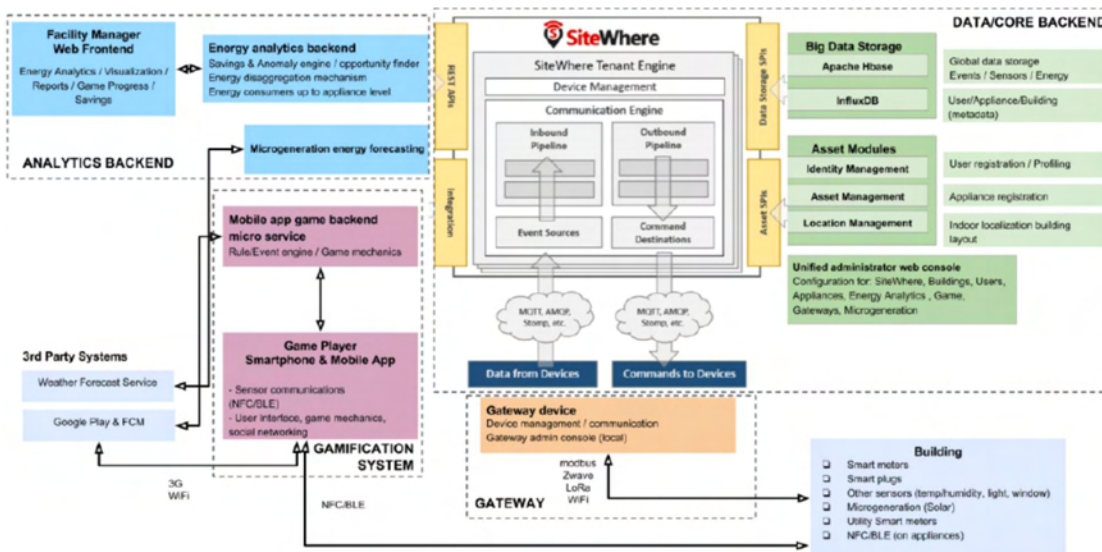 Facility Manager
Web Frontend
Energy Analytics / Visualization /
Reports / Game Progress /
Savings
Energy analytics backend
Savings & Anomaly engine / opportunity finder
Energy disaggregation mechanism
Energy consumers up to appliance level
Microgeneration energy forecasting
ANALYTICS BACKEND
REST APIs
Integration
SiteWhere
SiteWhere Tenant Engine
Device Management
Communication Engine
Inbound
Pipeline
Outbound
Pipeline
Event Sources
Command
Destinations
Data Storage SPIs
Asset SPIs
DATA/CORE BACKEND
Big Data Storage
Apache Hbase
InfluxDB
Global data storage
Events / Sensors / Energy
User/Appliance/Building
(metadata)
Asset Modules
Identity Management
Asset Management
Location Management
User registration / Profiling
Appliance registration
Indoor localization building
layout
Unified administrator web console
Configuration for: SiteWhere, Buildings, Users,
Appliances, Energy Analytics , Game,
Gateways, Microgeneration
MQTT, AMQP,
Stomp, etc.
MQTT, AMQP,
Stomp, etc.
Data from Devices
Commands to Devices
Mobile app game backend
micro service
Rule/Event engine / Game mechanics
Game Player
Smartphone & Mobile App
- Sensor communications
(NFC/BLE)
- User interface, game mechanics,
social networking
GAMIFICATION
SYSTEM
3rd Party Systems
Weather Forecast Service
Google Play & FCM
3G
WiFi
NFC/BLE
Gateway device
Device management / communication
Gateway admin console (local)
modbus
Zwave
LoRa
WiFi
GATEWAY
Building
Smart meters
Smart plugs
Other sensors (temp/humidity, light, window)
Microgeneration (Solar)
Utility Smart meters
NFC/BLE (on appliances)